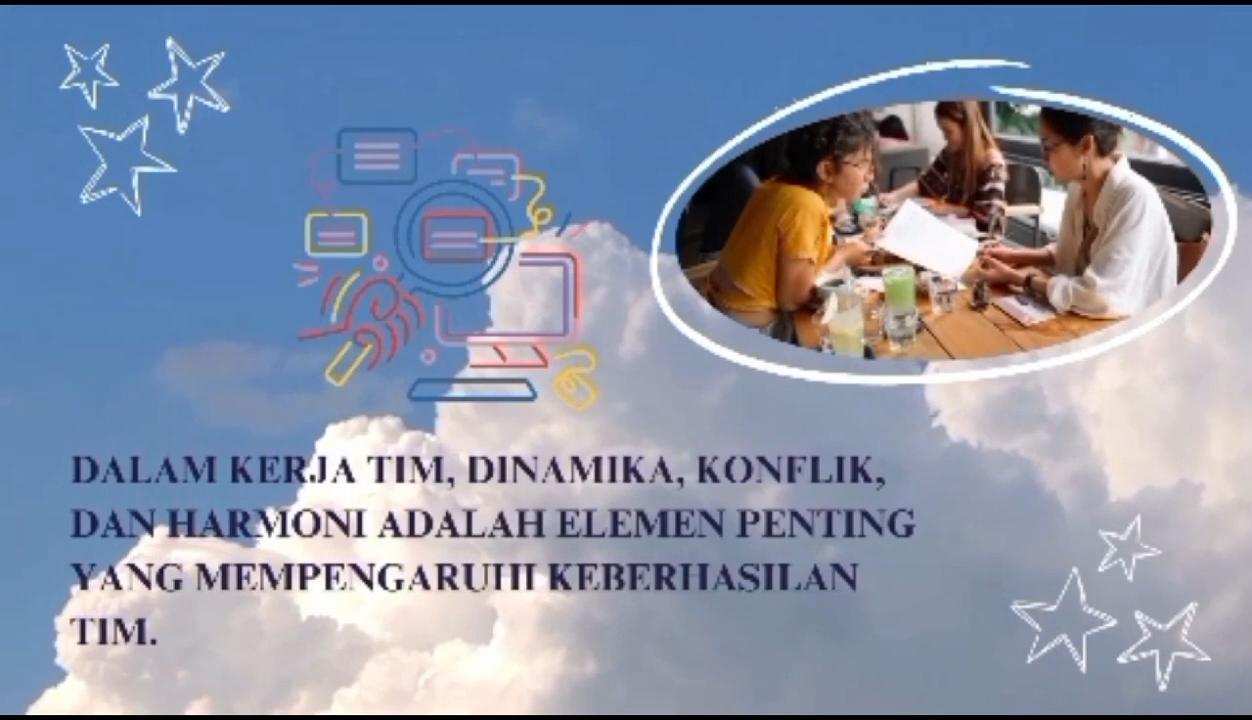 DALAM KERJA TIM, DINAMIKA, KONFLIK,
DAN HARMONI ADALAH ELEMEN PENTING
YANG MEMPENGARUHI KEBERHASILAN
TIM.